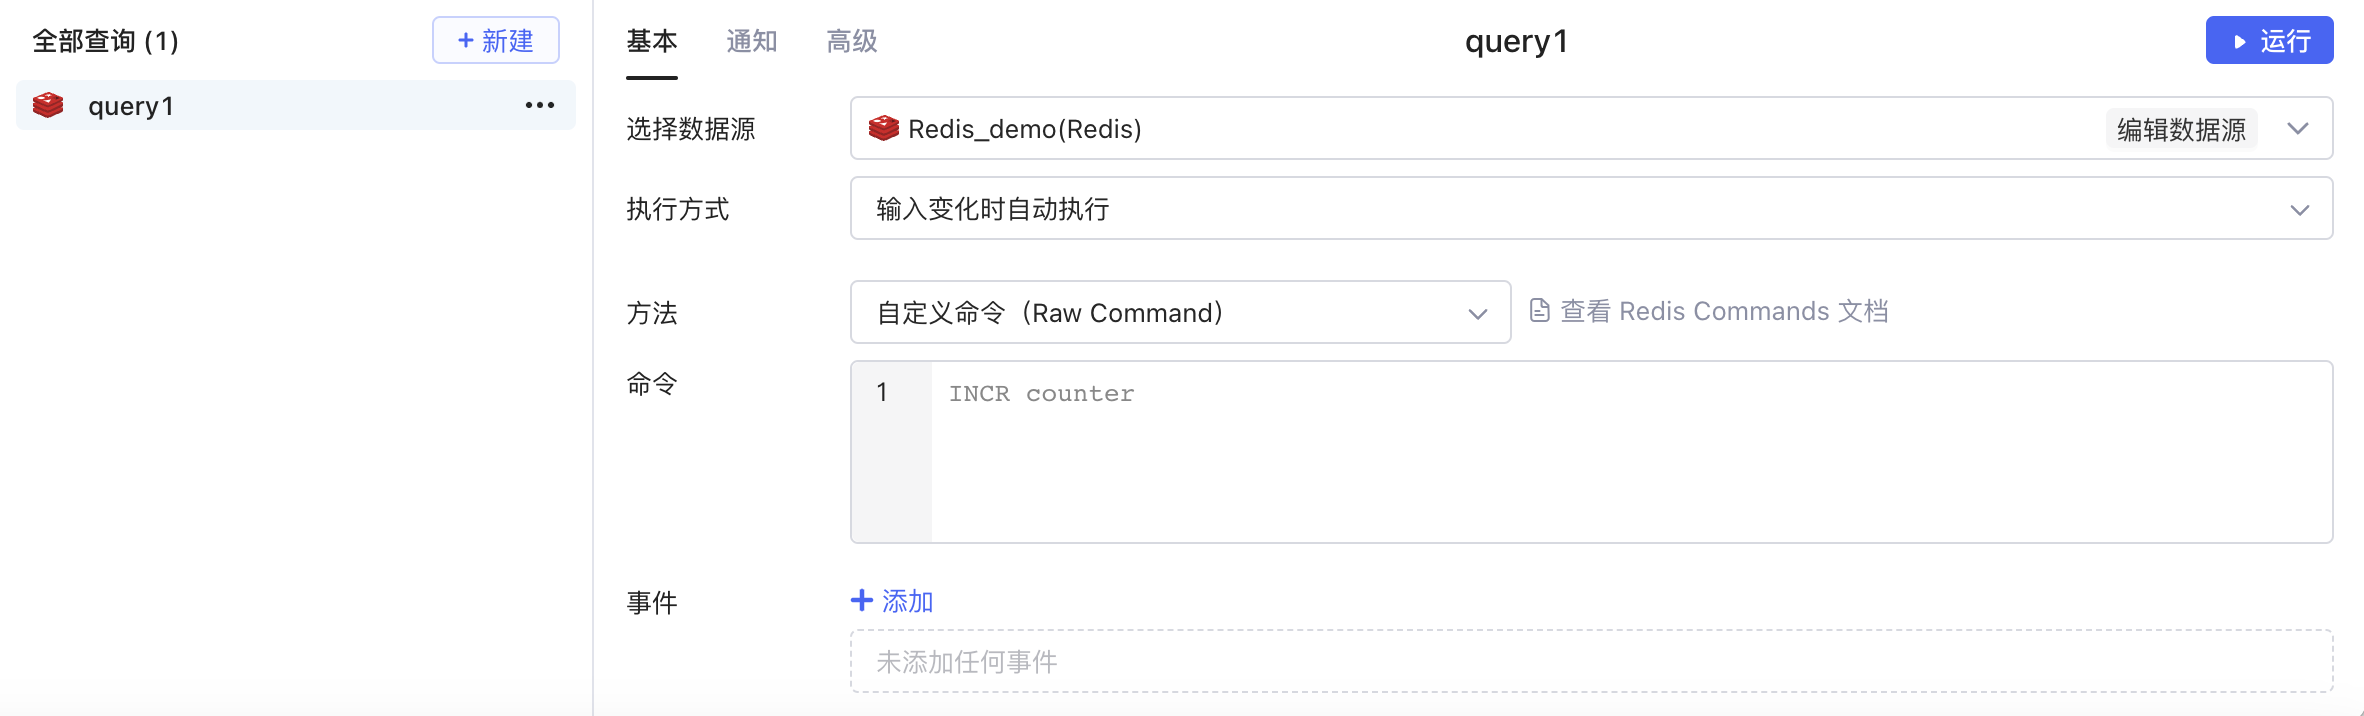 全部查询 (1)
+ 新建
query1
基本
通知
高级
query1
运行
选择数据源
Redis_demo(Redis)
编辑数据源
执行方式
输入变化时自动执行
方法
自定义命令（Raw Command）
查看 Redis Commands 文档
命令
1
INCR counter
事件
+ 添加
未添加任何事件